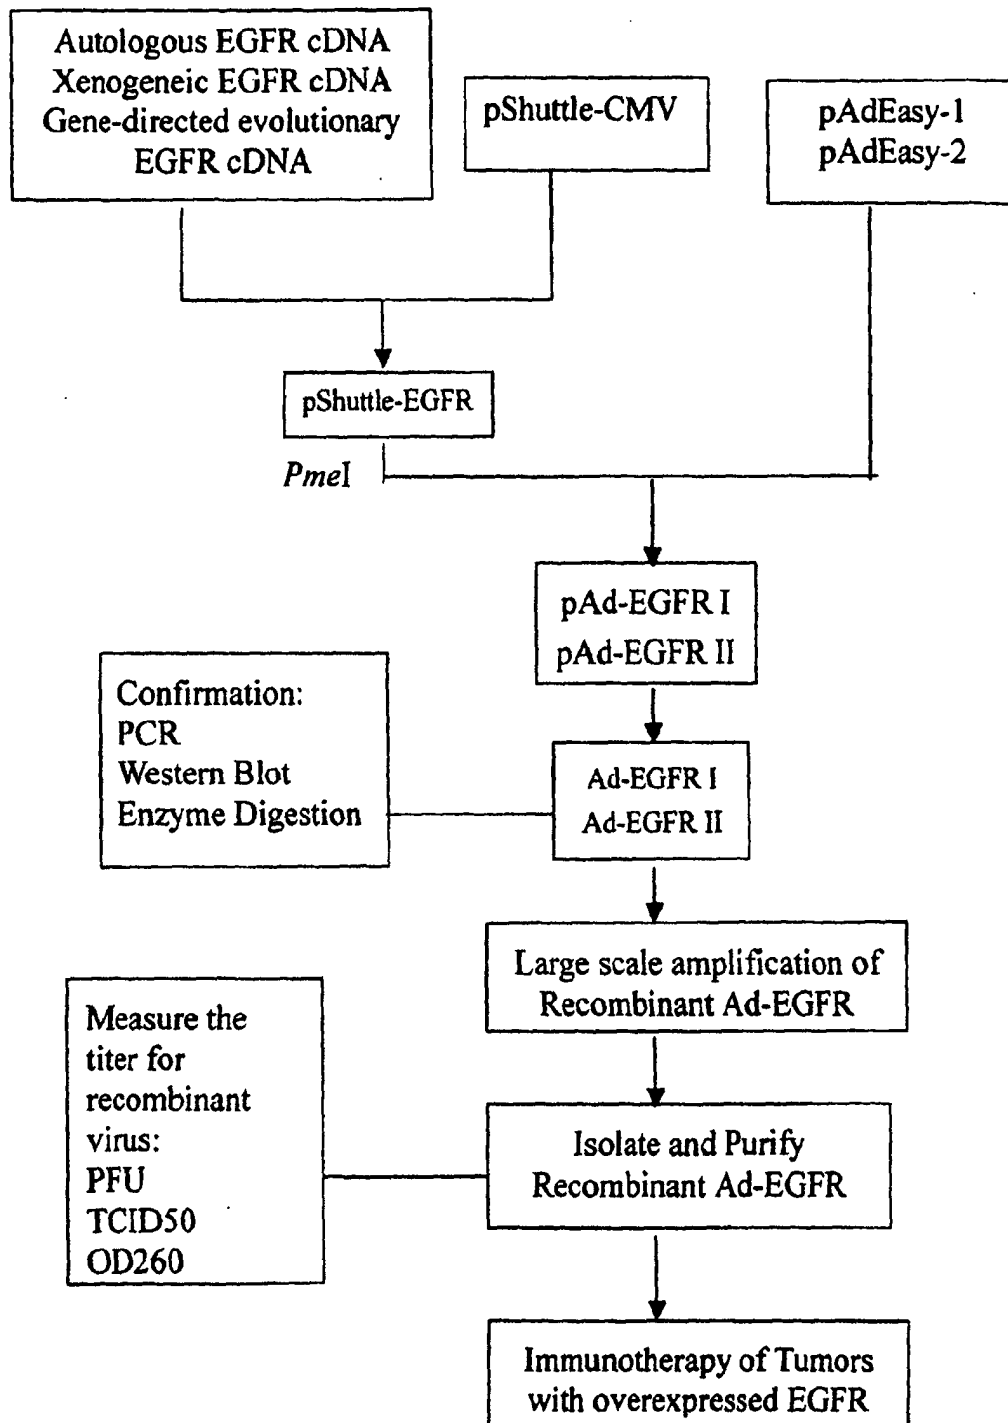 Autologous EGFR cDNA
Xenogeneic EGFR cDNA
Gene-directed evolutionary
EGFR cDNA
pShuttle-CMV
pAdEasy-1
pAdEasy-2
pShuttle-EGFR
PmeI
pAd-EGFR I
pAd-EGFR II
Confirmation:
PCR
Western Blot
Enzyme Digestion
Ad-EGFR I
Ad-EGFR II
Large scale amplification of
Recombinant Ad-EGFR
Measure the
titer for
recombinant
virus:
PFU
TCID50
OD260
Isolate and Purify
Recombinant Ad-EGFR
Immunotherapy of Tumors
with overexpressed EGFR